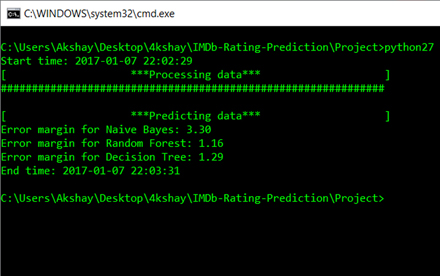 C:\WINDOWS\system32\cmd.exe
C:\Users\Akshay\Desktop\4kshay\IMDb-Rating-Prediction\Project>python27
Start time: 2017-01-07 22:02:29
[ ***Processing data*** ]
###############################################################
[ ***Predicting data*** ]
Error margin for Naive Bayes: 3.30
Error margin for Random Forest: 1.16
Error margin for Decision Tree: 1.29
End time: 2017-01-07 22:03:31
C:\Users\Akshay\Desktop\4kshay\IMDb-Rating-Prediction\Project>